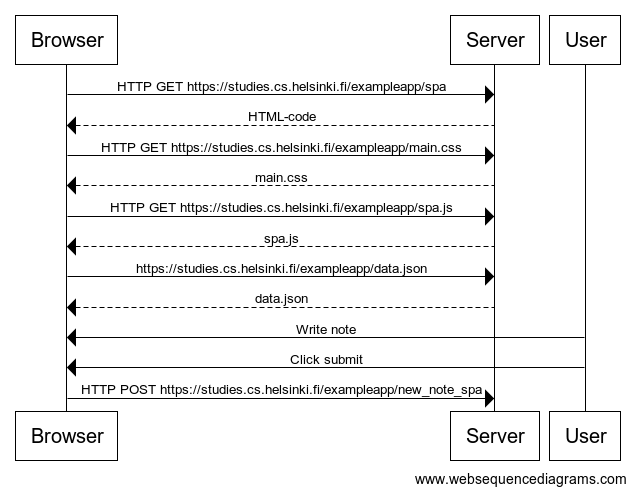 Browser Server User
HTTP GET https://studies.cs.helsinki.fi/exampleapp/spa
HTML-code
HTTP GET https://studies.cs.helsinki.fi/exampleapp/main.css
main.css
HTTP GET https://studies.cs.helsinki.fi/exampleapp/spa.js
spa.js
https://studies.cs.helsinki.fi/exampleapp/data.json
data.json
Write note
Click submit
HTTP POST https://studies.cs.helsinki.fi/exampleapp/new_note_spa
Browser Server User
www.websequencediagrams.com